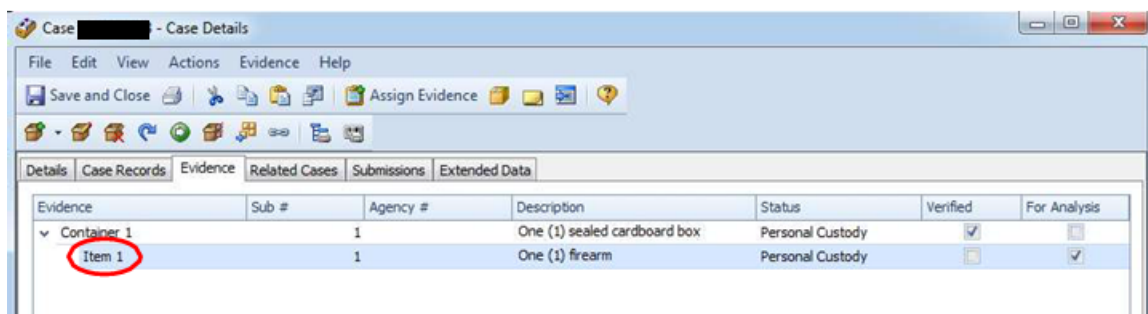 Case - Case Details
File Edit View Actions Evidence Help
Save and Close Assign Evidence
Details Case Records Evidence Related Cases Submissions Extended Data
Evidence Sub # Agency # Description Status Verified For Analysis
Container 1 1 One (1) sealed cardboard box Personal Custody
Item 1 1 One (1) firearm Personal Custody